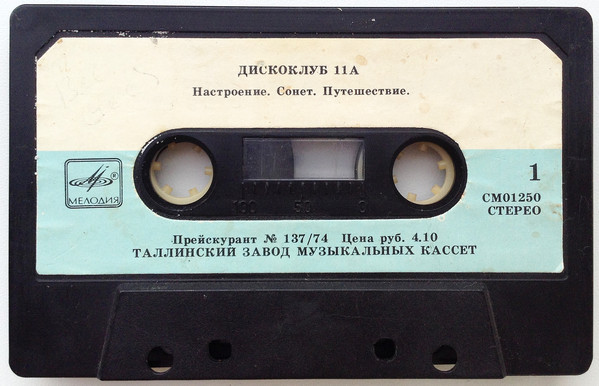 ДИСКОКЛУБ 11А
Настроение. Сонет. Путешествие.
®
МЕЛОДИЯ
1
СМ01250
СТЕРЕО
100 50 0
Прейскурант № 137/74 Цена руб. 4.10
ТАЛЛИНСКИЙ ЗАВОД МУЗЫКАЛЬНЫХ КАССЕТ